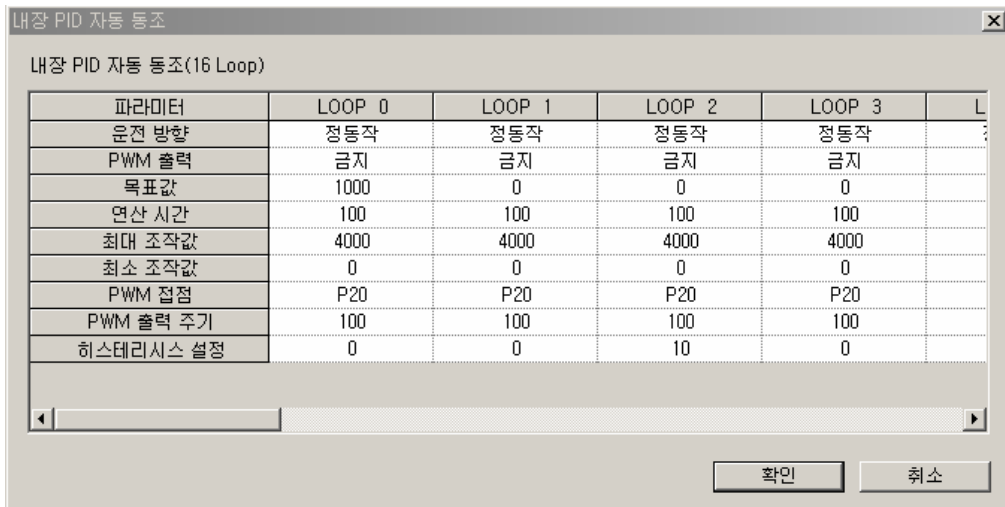 내장 PID 자동 동조
내장 PID 자동 동조(16 Loop)
파라미터 LOOP 0 LOOP 1 LOOP 2 LOOP 3 L
운전 방향 정동작 정동작 정동작 정동작
PWM 출력 금지 금지 금지 금지
목표값 1000 0 0 0
연산 시간 100 100 100 100
최대 조작값 4000 4000 4000 4000
최소 조작값 0 0 0 0
PWM 접점 P20 P20 P20 P20
PWM 출력 주기 100 100 100 100
히스테리시스 설정 0 0 10 0
확인 취소